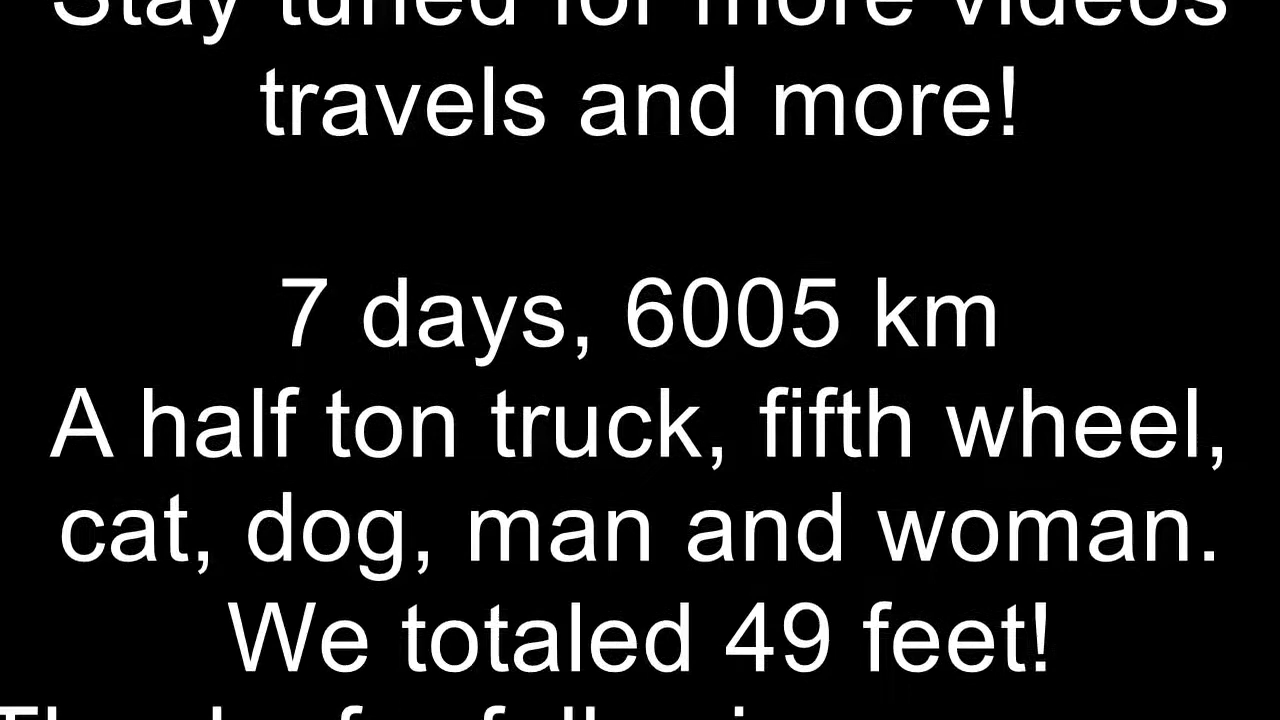 Stay tuned for more videos
travels and more!
7 days, 6005 km
A half ton truck, fifth wheel,
cat, dog, man and woman.
We totaled 49 feet!
for